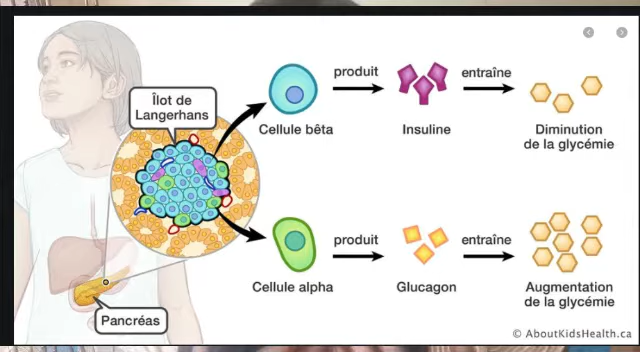 Îlot de
Langerhans
Cellule bêta
produit
Insuline
entraîne
Diminution
de la glycémie
Cellule alpha
produit
Glucagon
entraîne
Augmentation
de la glycémie
Pancréas
© AboutKidsHealth.ca